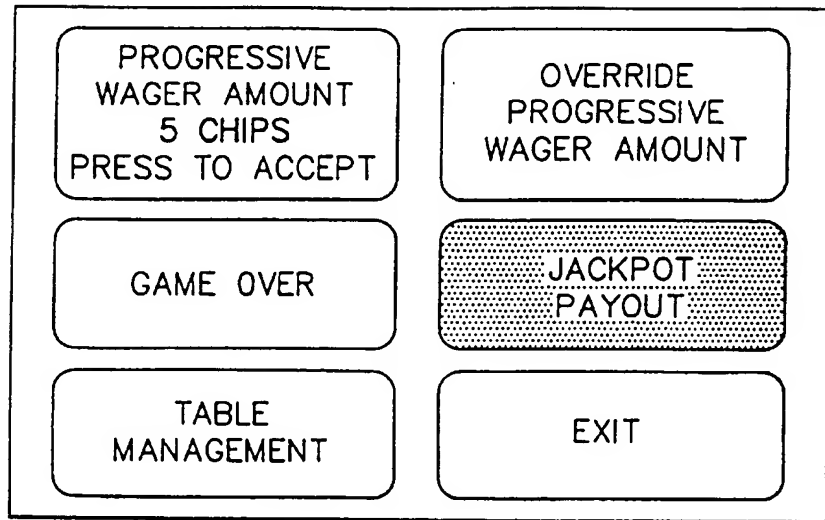 PROGRESSIVE
WAGER AMOUNT
5 CHIPS
PRESS TO ACCEPT
OVERRIDE
PROGRESSIVE
WAGER AMOUNT
GAME OVER
JACKPOT
PAYOUT
TABLE
MANAGEMENT
EXIT